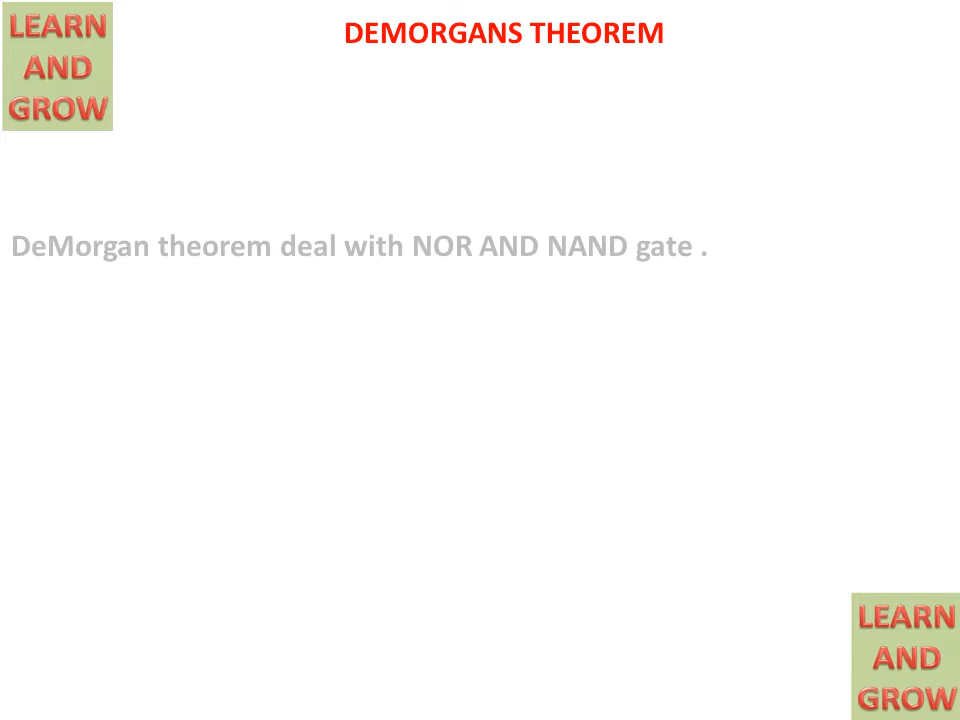 LEARN
AND
GROW
DEMORGANS THEOREM
DeMorgan theorem deal with NOR AND NAND gate .
LEARN
AND
GROW